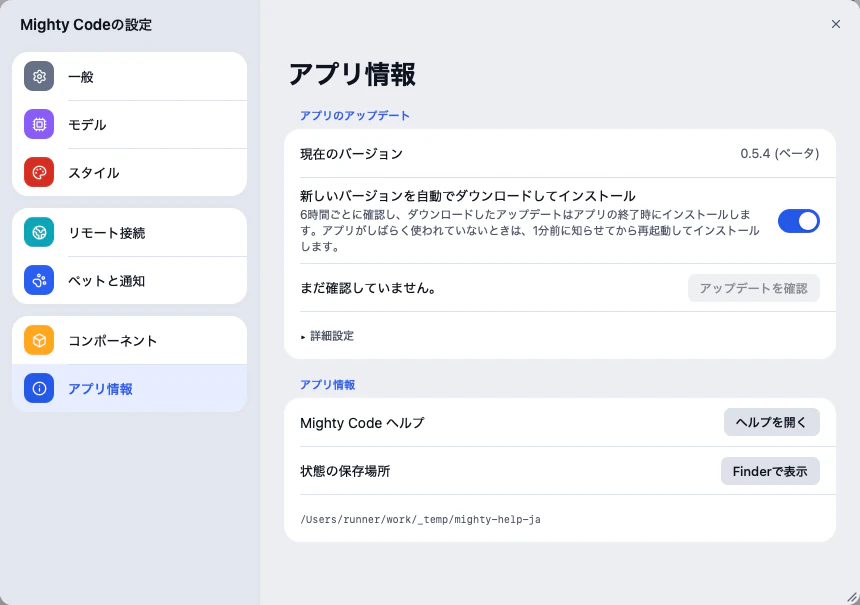 Mighty Codeの設定
一般
モデル
スタイル
リモート接続
ペットと通知
コンポーネント
アプリ情報
アプリ情報
アプリのアップデート
現在のバージョン
0.5.4 (ベータ)
新しいバージョンを自動でダウンロードしてインストール
6時間ごとに確認し、ダウンロードしたアップデートはアプリの終了時にインストールしま
す。アプリがしばらく使われていないときは、1分前に知らせてから再起動してインストール
します。
まだ確認していません。
アップデートを確認
詳細設定
アプリ情報
Mighty Code ヘルプ
ヘルプを開く
状態の保存場所
Finderで表示
/Users/runner/work/_temp/mighty-help-ja